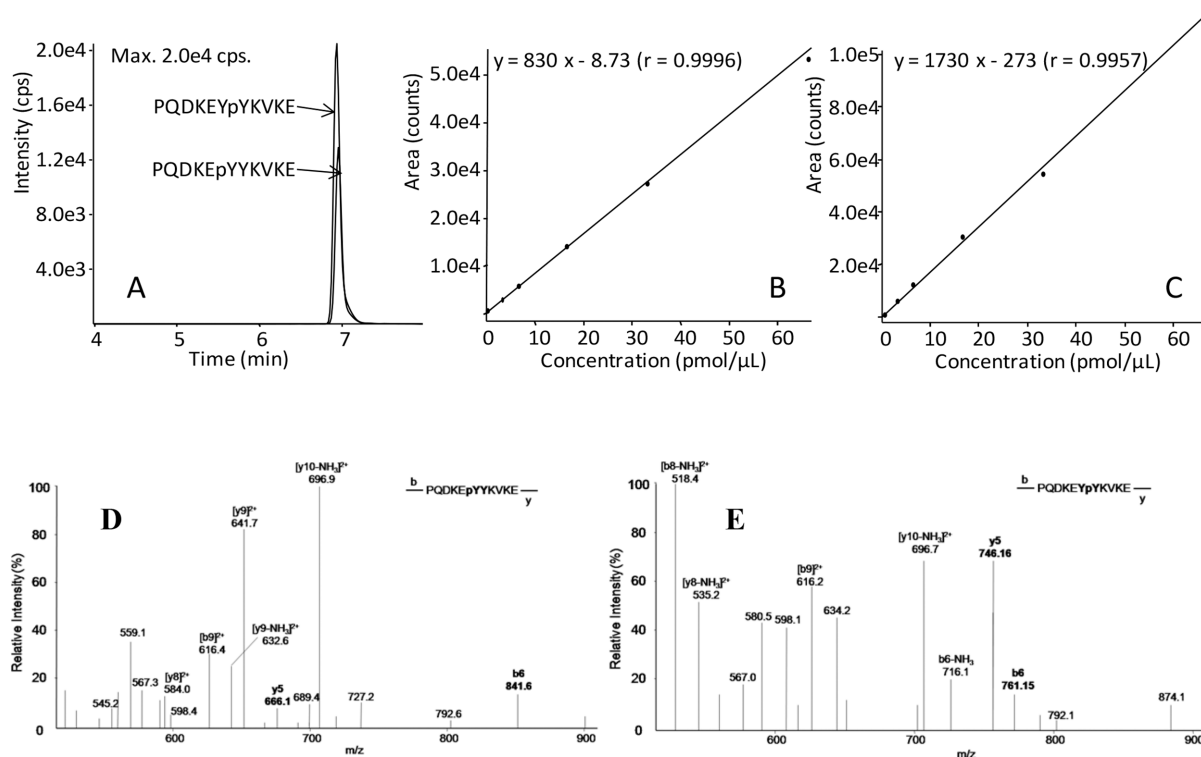 2.0e4
1.6e4
1.2e4
8.0e3
4.0e3
Intensity (cps)
Max. 2.0e4 cps.
PQDKEYpYKVKE
PQDKEpYYKVKE
A
4 5 6 7
Time (min)
5.0e4
4.0e4
3.0e4
2.0e4
1.0e4
Area (counts)
y = 830 x - 8.73 (r = 0.9996)
B
0 10 20 30 40 50 60
Concentration (pmol/µL)
1.0e5
8.0e4
6.0e4
4.0e4
2.0e4
Area (counts)
y = 1730 x - 273 (r = 0.9957)
C
0 10 20 30 40 50 60
Concentration (pmol/µL)
100
80
60
40
20
0
Relative Intensity (%)
D
[y10-NH3]2+
696.9
b
PQDKEpYYKVKE
y
[y9]2+
641.7
559.1
[b9]2+
616.4
[y9-NH3]2+
632.6
567.3
[y8]2+
584.0
545.2
598.4
y5
666.1
689.4
727.2
792.6
b6
841.6
600 700 800 900
m/z
100
80
60
40
20
0
Relative Intensity (%)
E
[b8-NH3]2+
518.4
b
PQDKEYpYKVKE
y
[y10-NH3]2+
696.7
y5
746.16
[y8-NH3]2+
535.2
[b9]2+
616.2
580.5
598.1
634.2
567.0
b6-NH3
716.1
b6
761.15
792.1
874.1
600 700 800 900
m/z